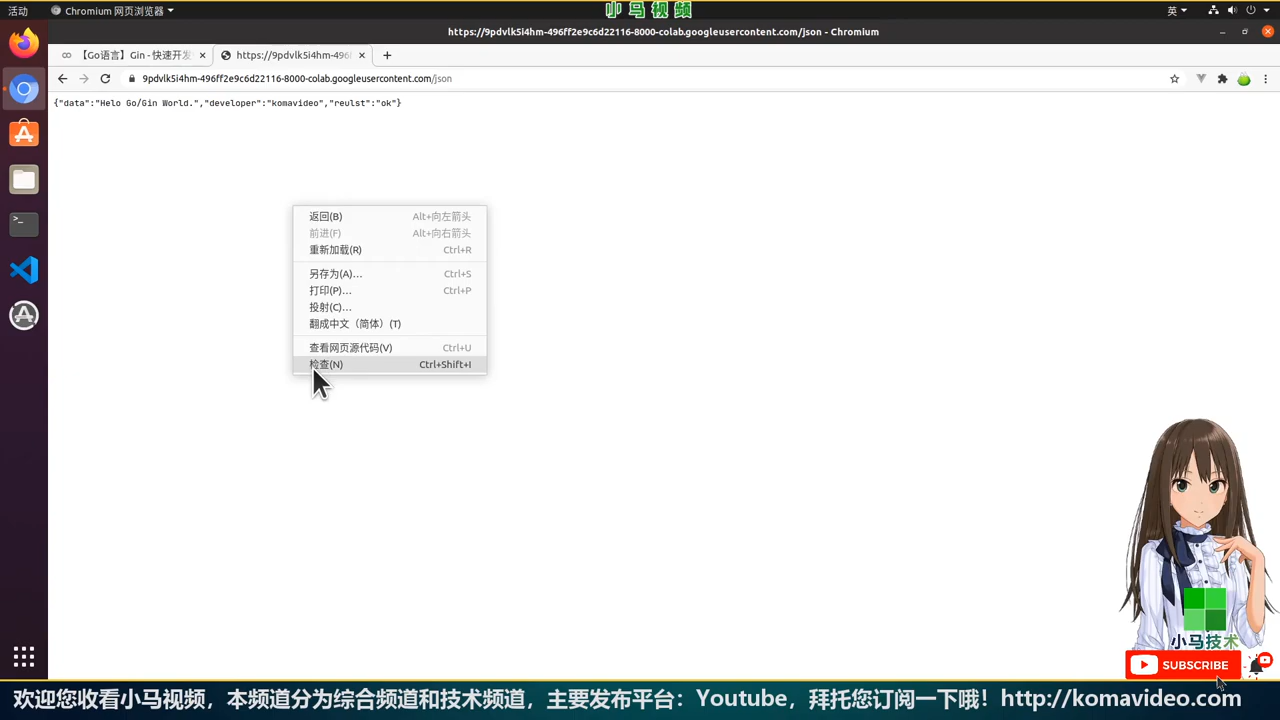 活动
Chromium 网页浏览器
小马视频
英
https://9pdvlk5i4hm-496ff2e9c6d22116-8000-colab.googleusercontent.com/json - Chromium
【Go语言】Gin - 快速开发
https://9pdvlk5i4hm-496
9pdvlk5i4hm-496ff2e9c6d22116-8000-colab.googleusercontent.com/json
{"data":"Helo Go/Gin World.","developer":"komavideo","reulst":"ok"}
返回(B) Alt+向左箭头
前进(F) Alt+向右箭头
重新加载(R) Ctrl+R
另存为(A)... Ctrl+S
打印(P)... Ctrl+P
投射(C)...
翻成中文（简体）(T)
查看网页源代码(V) Ctrl+U
检查(N) Ctrl+Shift+I
小马技术
SUBSCRIBE
欢迎您收看小马视频，本频道分为综合频道和技术频道，主要发布平台：Youtube，拜托您订阅一下哦！http://komavideo.com